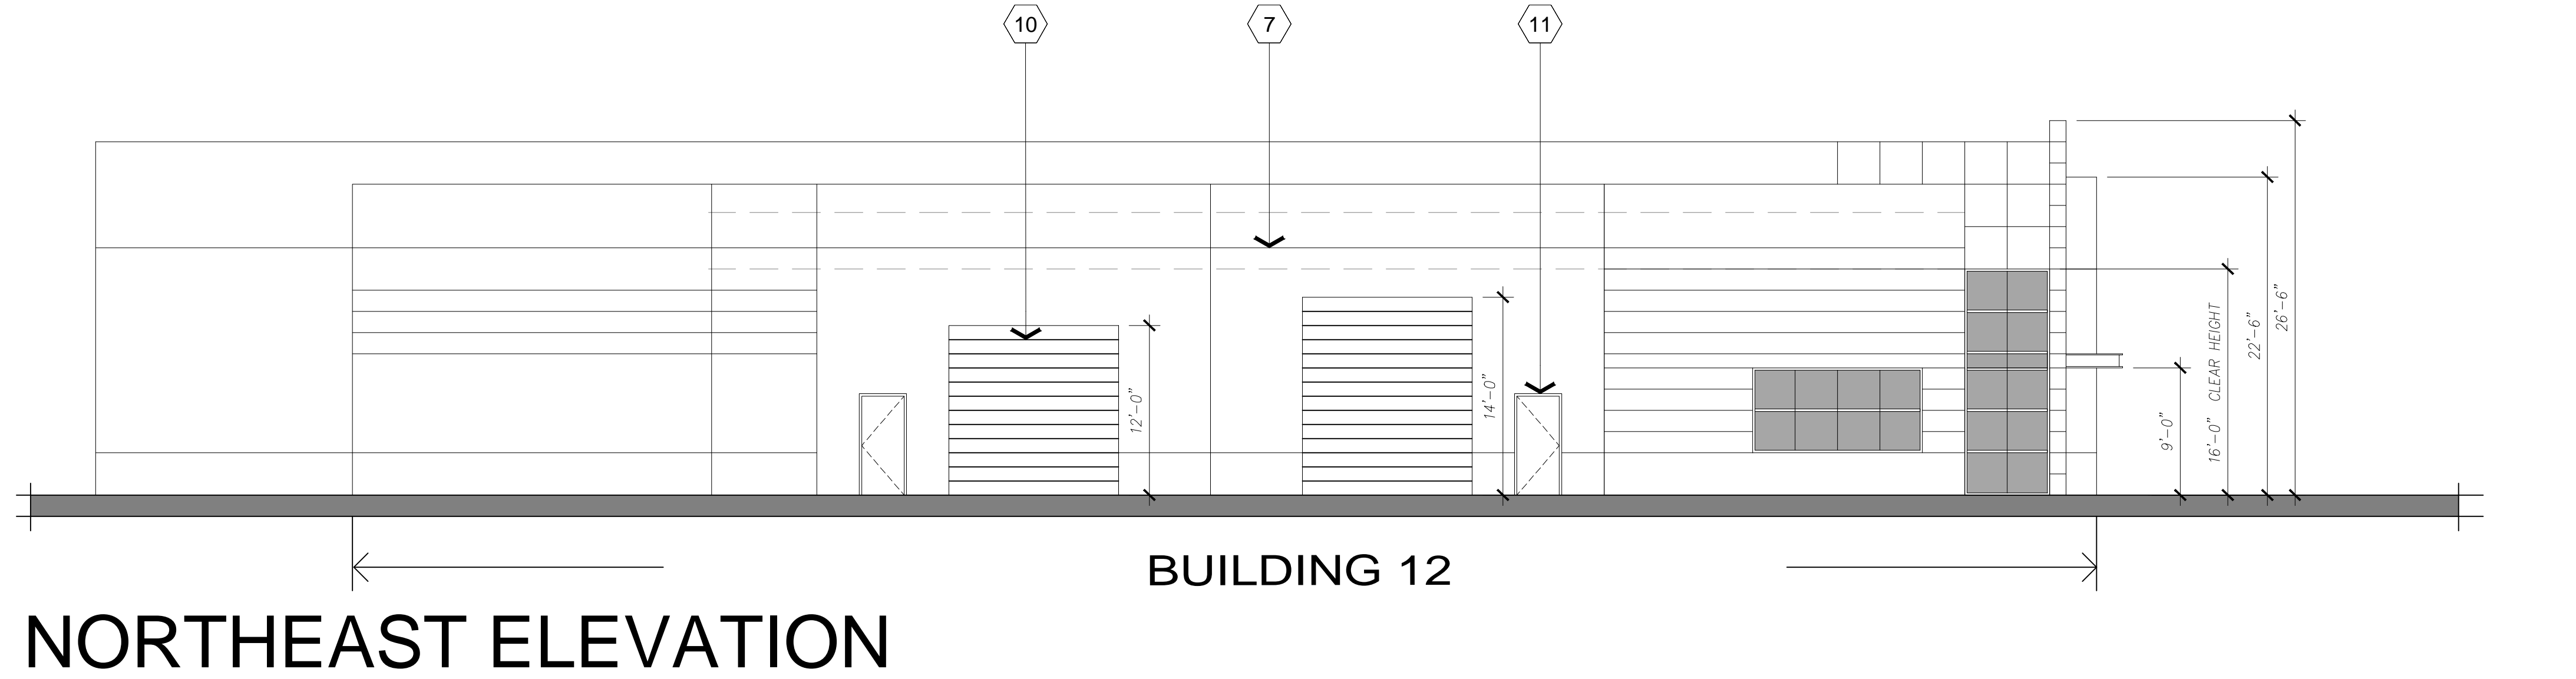 10
7
11
12'-0"
14'-0"
9'-0"
16'-0" CLEAR HEIGHT
22'-6"
26'-6"
BUILDING 12
NORTHEAST ELEVATION